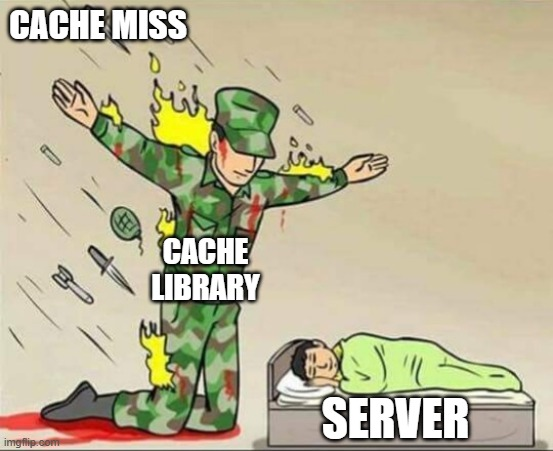 CACHE MISS
CACHE
LIBRARY
SERVER
imgflip.com